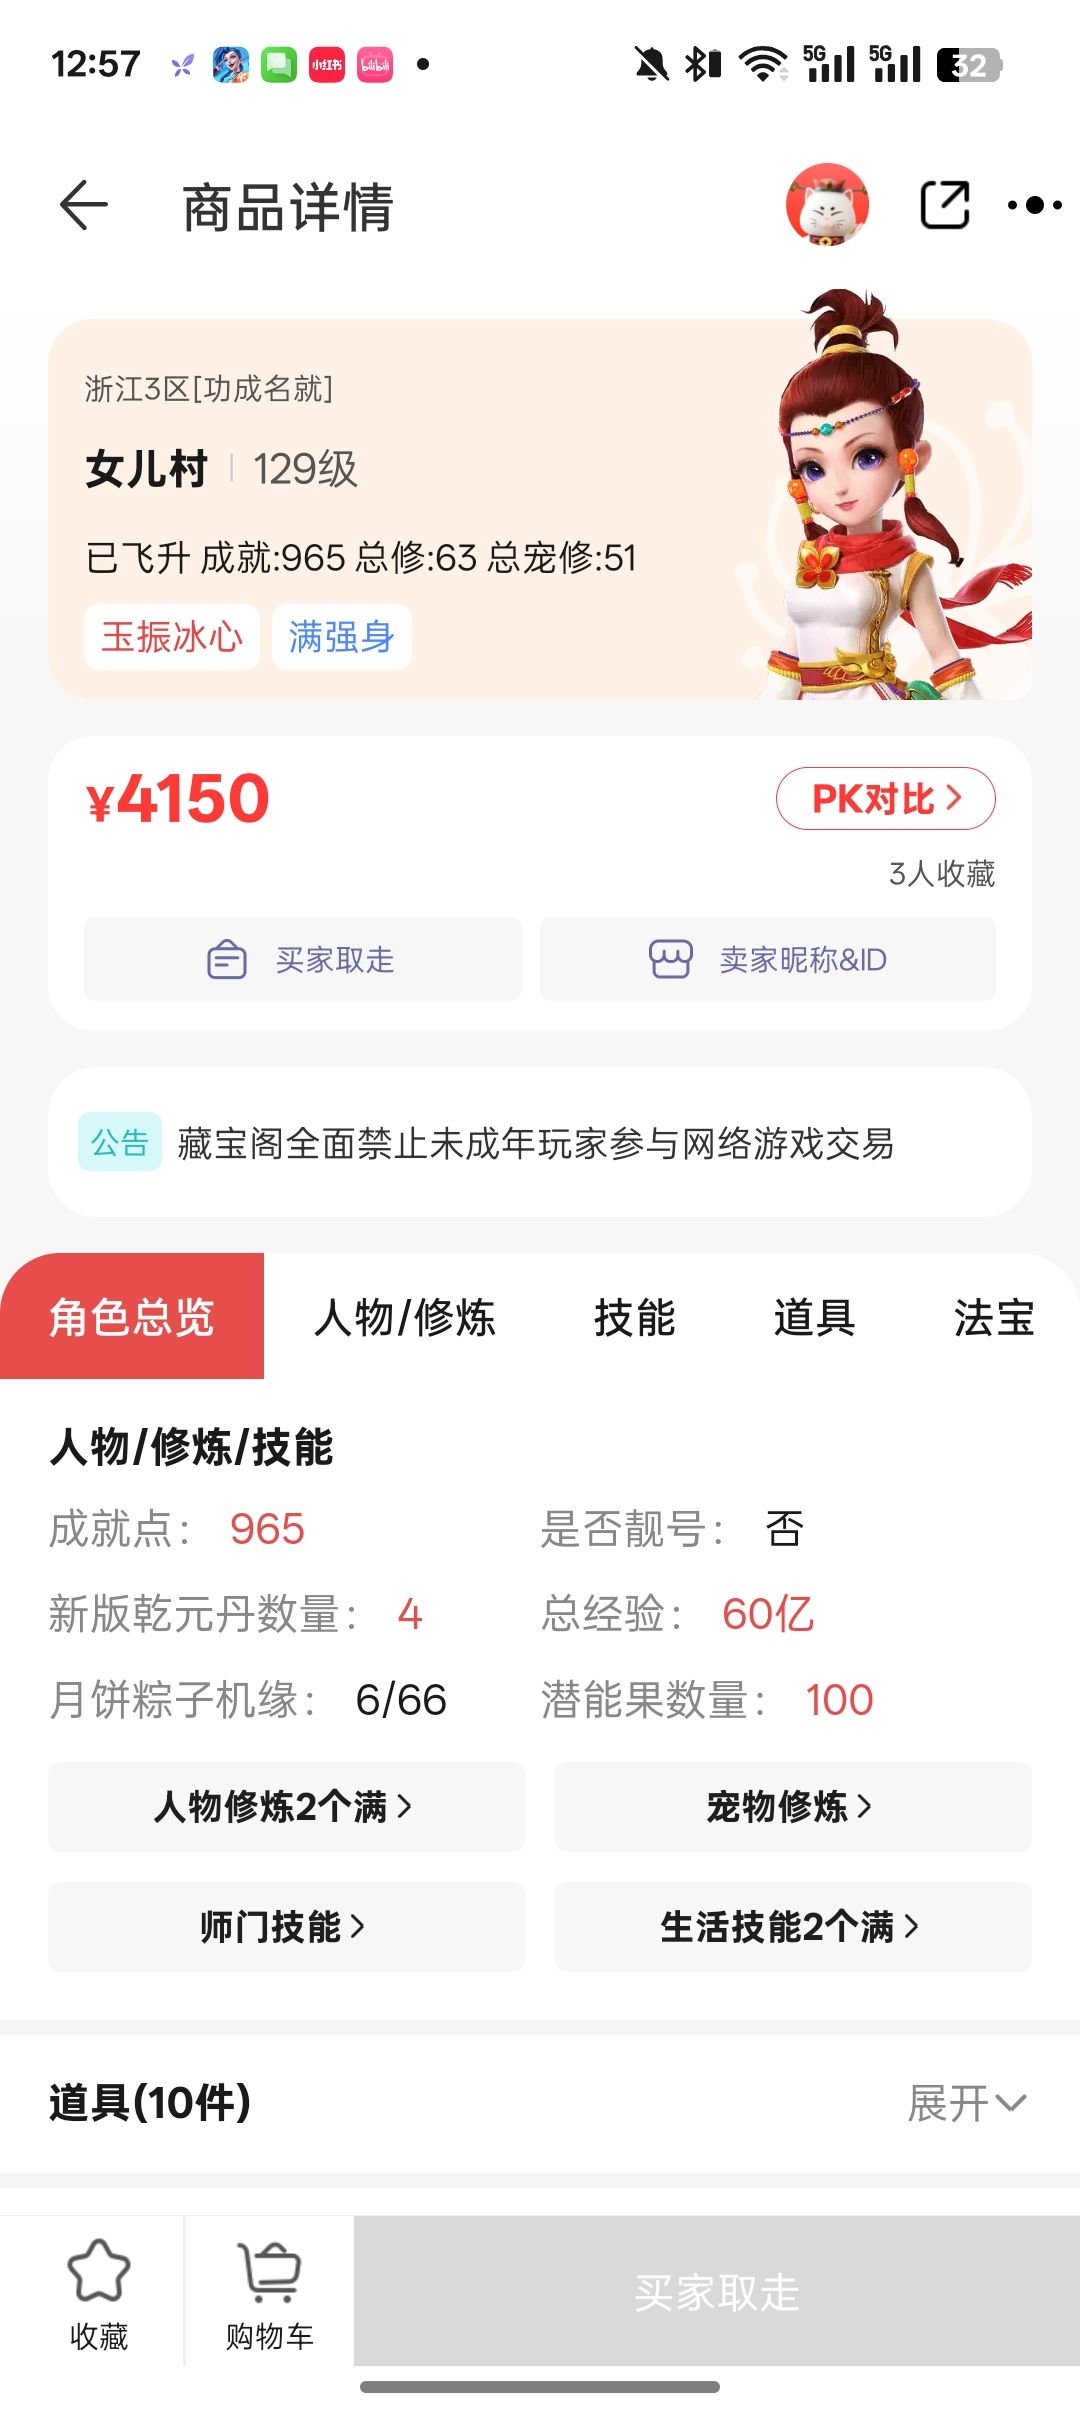 12:57
小红书
bilibili
5G
5G
32
商品详情
浙江3区[功成名就]
女儿村 129级
已飞升 成就:965 总修:63 总宠修:51
玉振冰心 满强身
¥4150
PK对比
3人收藏
买家取走
卖家昵称&ID
公告 藏宝阁全面禁止未成年玩家参与网络游戏交易
角色总览 人物/修炼 技能 道具 法宝
人物/修炼/技能
成就点： 965 是否靓号： 否
新版乾元丹数量： 4 总经验： 60亿
月饼粽子机缘： 6/66 潜能果数量： 100
人物修炼2个满 宠物修炼
师门技能 生活技能2个满
道具(10件) 展开
收藏
购物车
买家取走